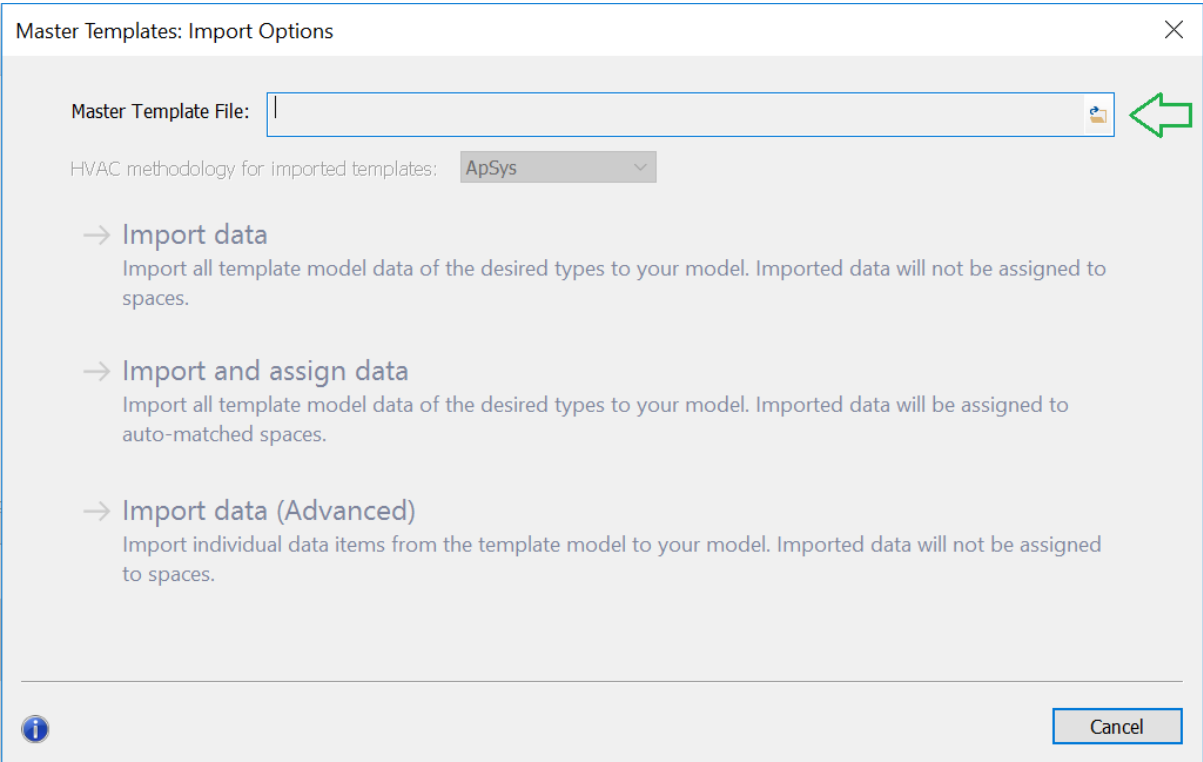 Master Templates: Import Options
Master Template File:
HVAC methodology for imported templates: ApSys
Import data
Import all template model data of the desired types to your model. Imported data will not be assigned to
spaces.
Import and assign data
Import all template model data of the desired types to your model. Imported data will be assigned to
auto-matched spaces.
Import data (Advanced)
Import individual data items from the template model to your model. Imported data will not be assigned
to spaces.
Cancel